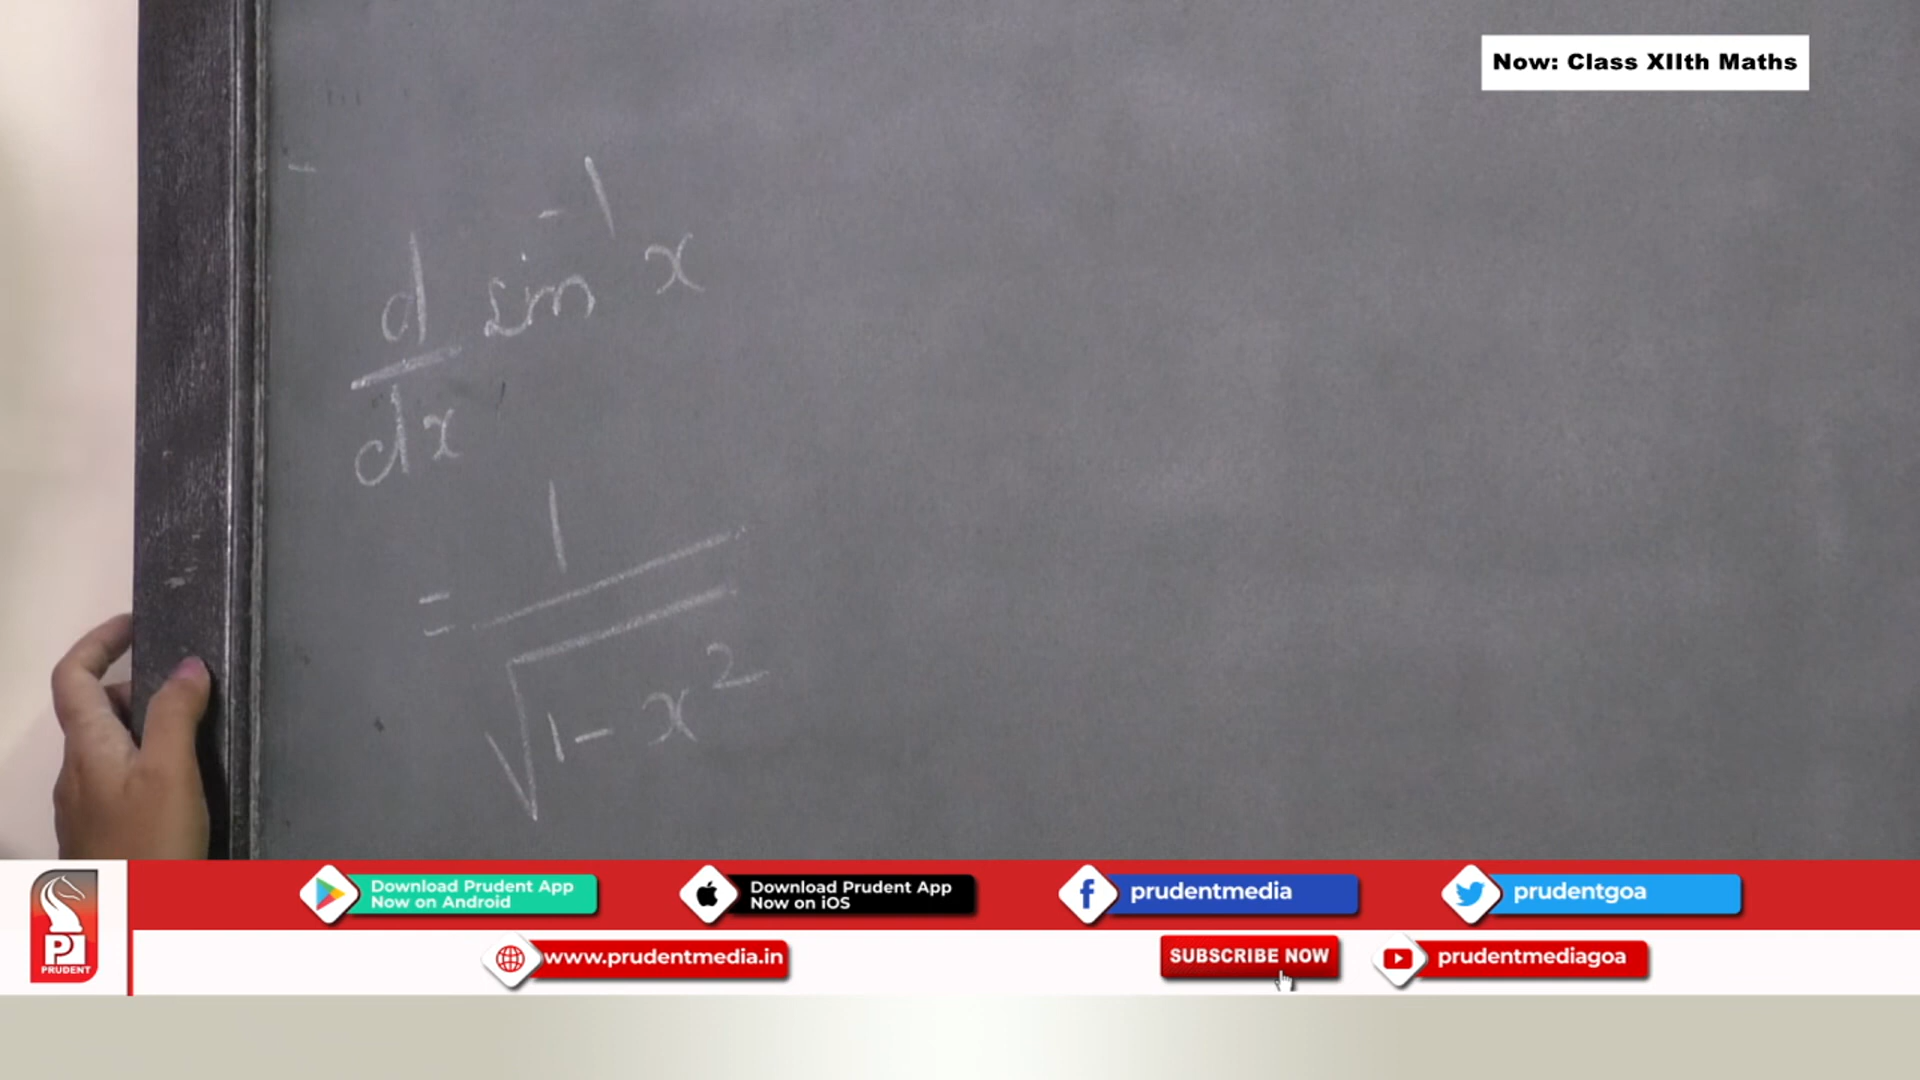 Now: Class XIIth Maths
d/dx sin⁻¹ x
= 1/√(1-x²)
Download Prudent App
Now on Android
Download Prudent App
Now on iOS
prudentmedia
prudentgoa
PRUDENT
www.prudentmedia.in
SUBSCRIBE NOW
prudentmediagoa